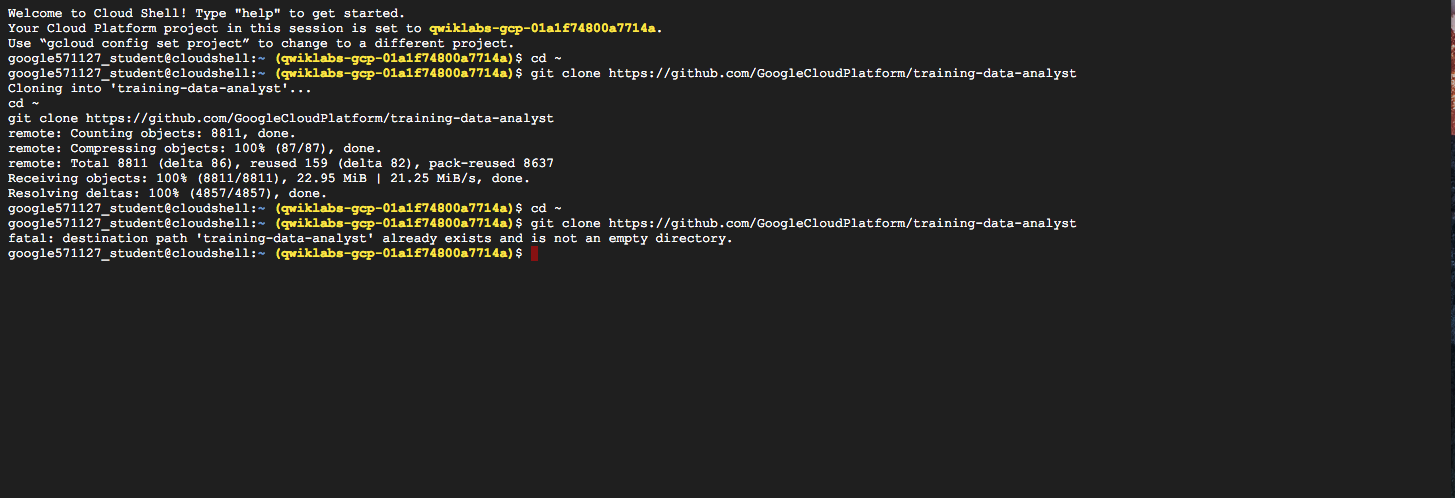 Welcome to Cloud Shell! Type "help" to get started.
Your Cloud Platform project in this session is set to qwiklabs-gcp-01a1f74800a7714a.
Use “gcloud config set project” to change to a different project.
google571127_student@cloudshell:~ (qwiklabs-gcp-01a1f74800a7714a)$ cd ~
google571127_student@cloudshell:~ (qwiklabs-gcp-01a1f74800a7714a)$ git clone https://github.com/GoogleCloudPlatform/training-data-analyst
Cloning into 'training-data-analyst'...
cd ~
git clone https://github.com/GoogleCloudPlatform/training-data-analyst
remote: Counting objects: 8811, done.
remote: Compressing objects: 100% (87/87), done.
remote: Total 8811 (delta 86), reused 159 (delta 82), pack-reused 8637
Receiving objects: 100% (8811/8811), 22.95 MiB | 21.25 MiB/s, done.
Resolving deltas: 100% (4857/4857), done.
google571127_student@cloudshell:~ (qwiklabs-gcp-01a1f74800a7714a)$ cd ~
google571127_student@cloudshell:~ (qwiklabs-gcp-01a1f74800a7714a)$ git clone https://github.com/GoogleCloudPlatform/training-data-analyst
fatal: destination path 'training-data-analyst' already exists and is not an empty directory.
google571127_student@cloudshell:~ (qwiklabs-gcp-01a1f74800a7714a)$